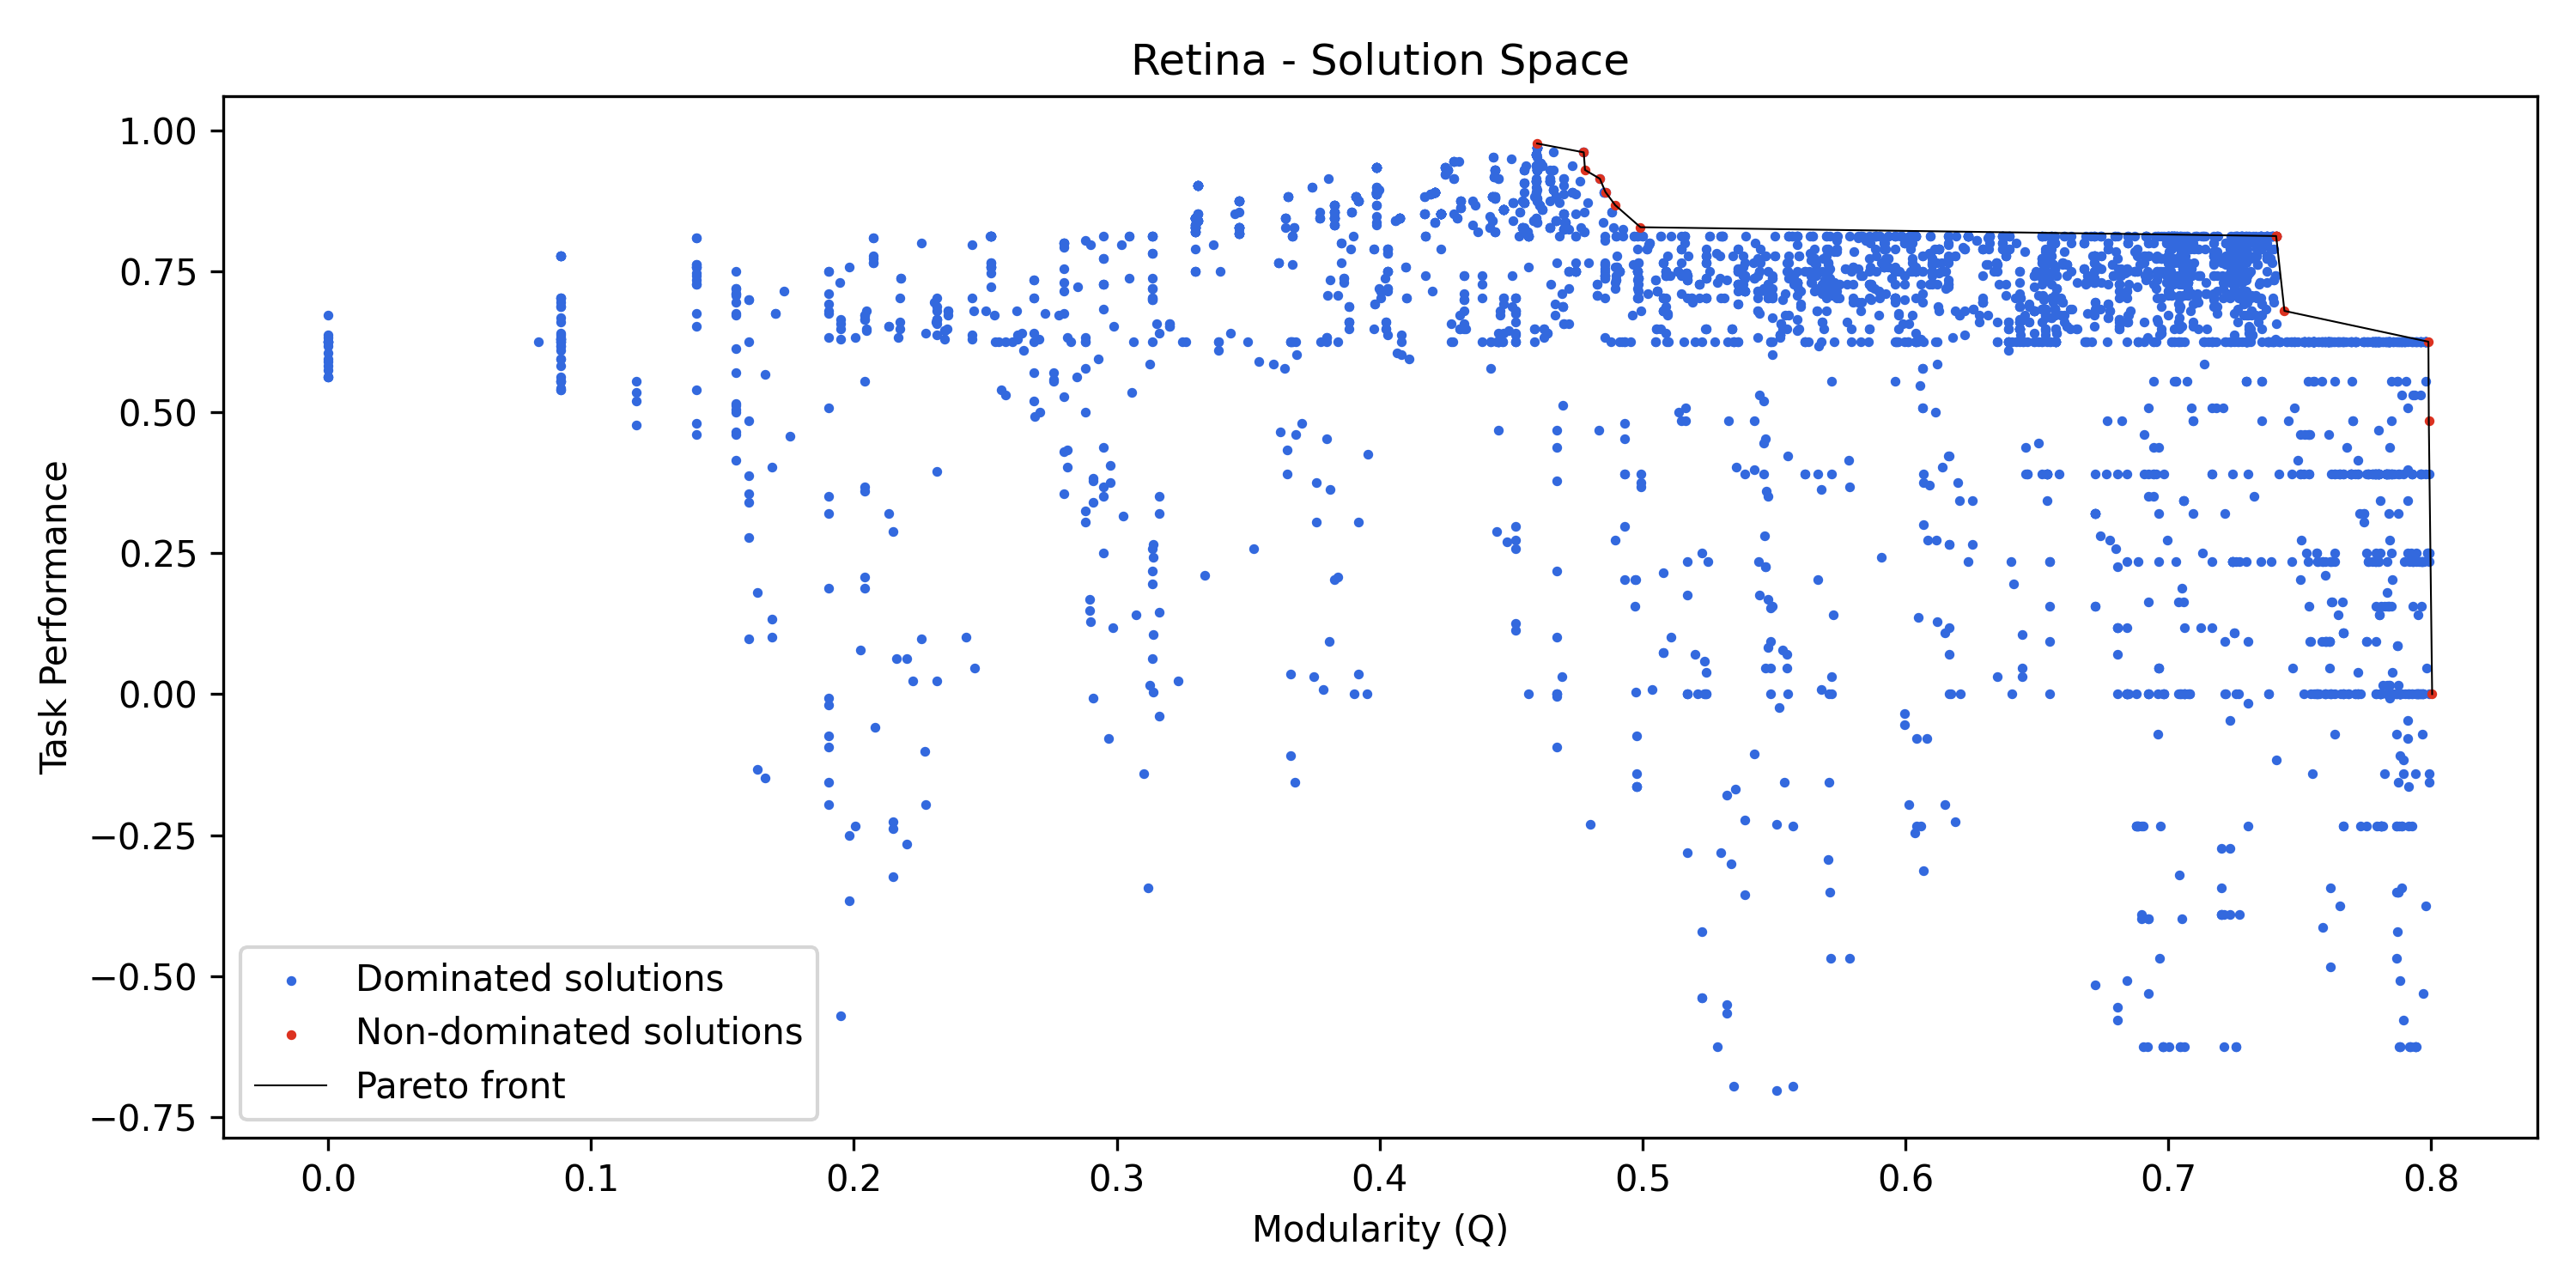 Retina - Solution Space
1.00
0.75
0.50
0.25
0.00
−0.25
−0.50
−0.75
Task Performance
Dominated solutions
Non-dominated solutions
Pareto front
0.0 0.1 0.2 0.3 0.4 0.5 0.6 0.7 0.8
Modularity (Q)